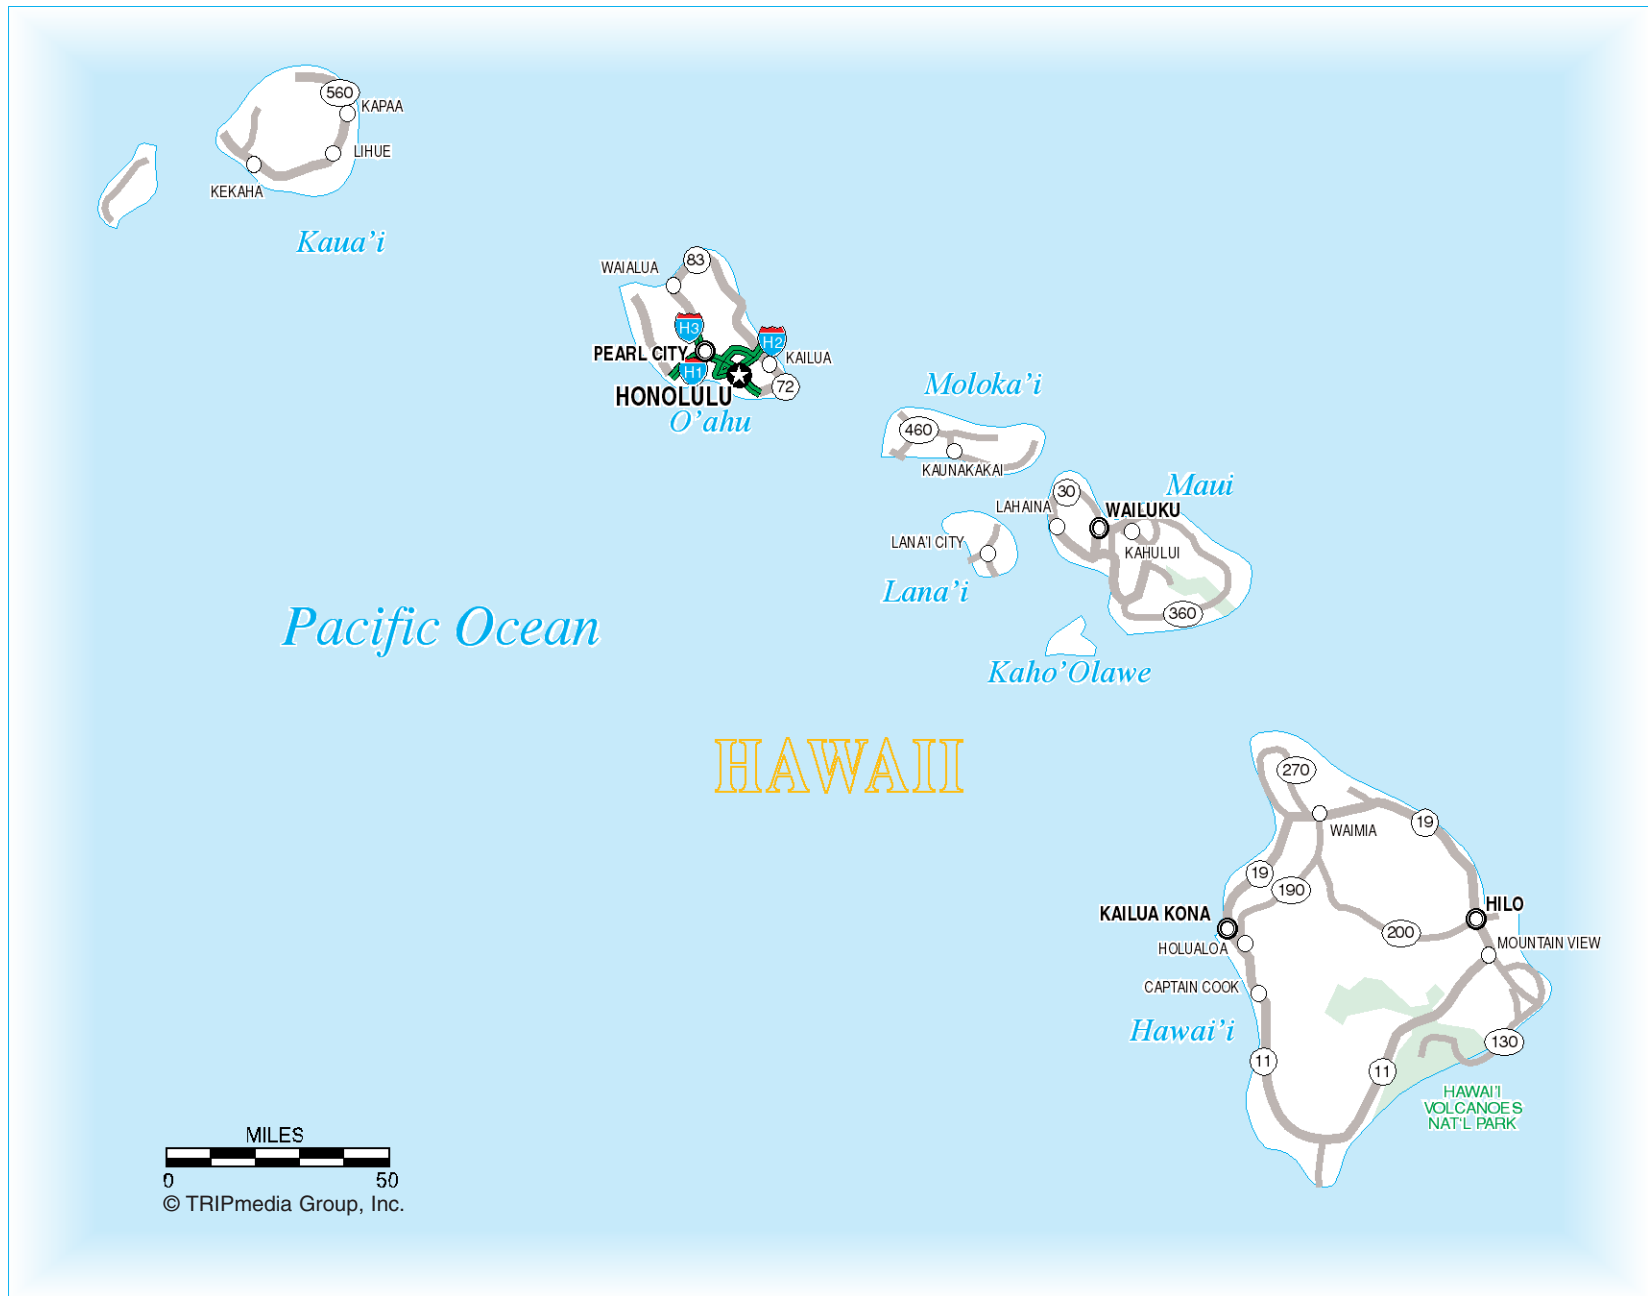 560
KAPAA
LIHUE
KEKAHA
Kaua’i
83
WAIALUA
H3
H2
PEARL CITY
KAILUA
H1
72
HONOLULU
O’ahu
Moloka’i
460
KAUNAKAKAI
Maui
30
LAHAINA
WAILUKU
LANA’I CITY
KAHULUI
Lana’i
360
Pacific Ocean
Kaho’Olawe
HAWAII
270
19
WAIMIA
19
190
KAILUA KONA
HILO
200
HOLUALOA
MOUNTAIN VIEW
CAPTAIN COOK
Hawai’i
130
11
11
HAWAI’I
VOLCANOES
NAT’L PARK
MILES
0 50
© TRIPmedia Group, Inc.